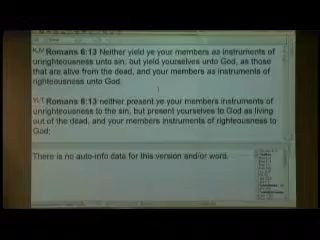 KJV Romans 6:13 Neither yield ye your members as instruments of
unrighteousness unto sin, but yield yourselves unto God, as those
that are alive from the dead, and your members as instruments of
righteousness unto God.
YLT Romans 6:13 neither present ye your members instruments of
unrighteousness to the sin, but present yourselves to God as living
out of the dead, and your members instruments of righteousness to
God;
There is no auto-info data for this version and/or word.